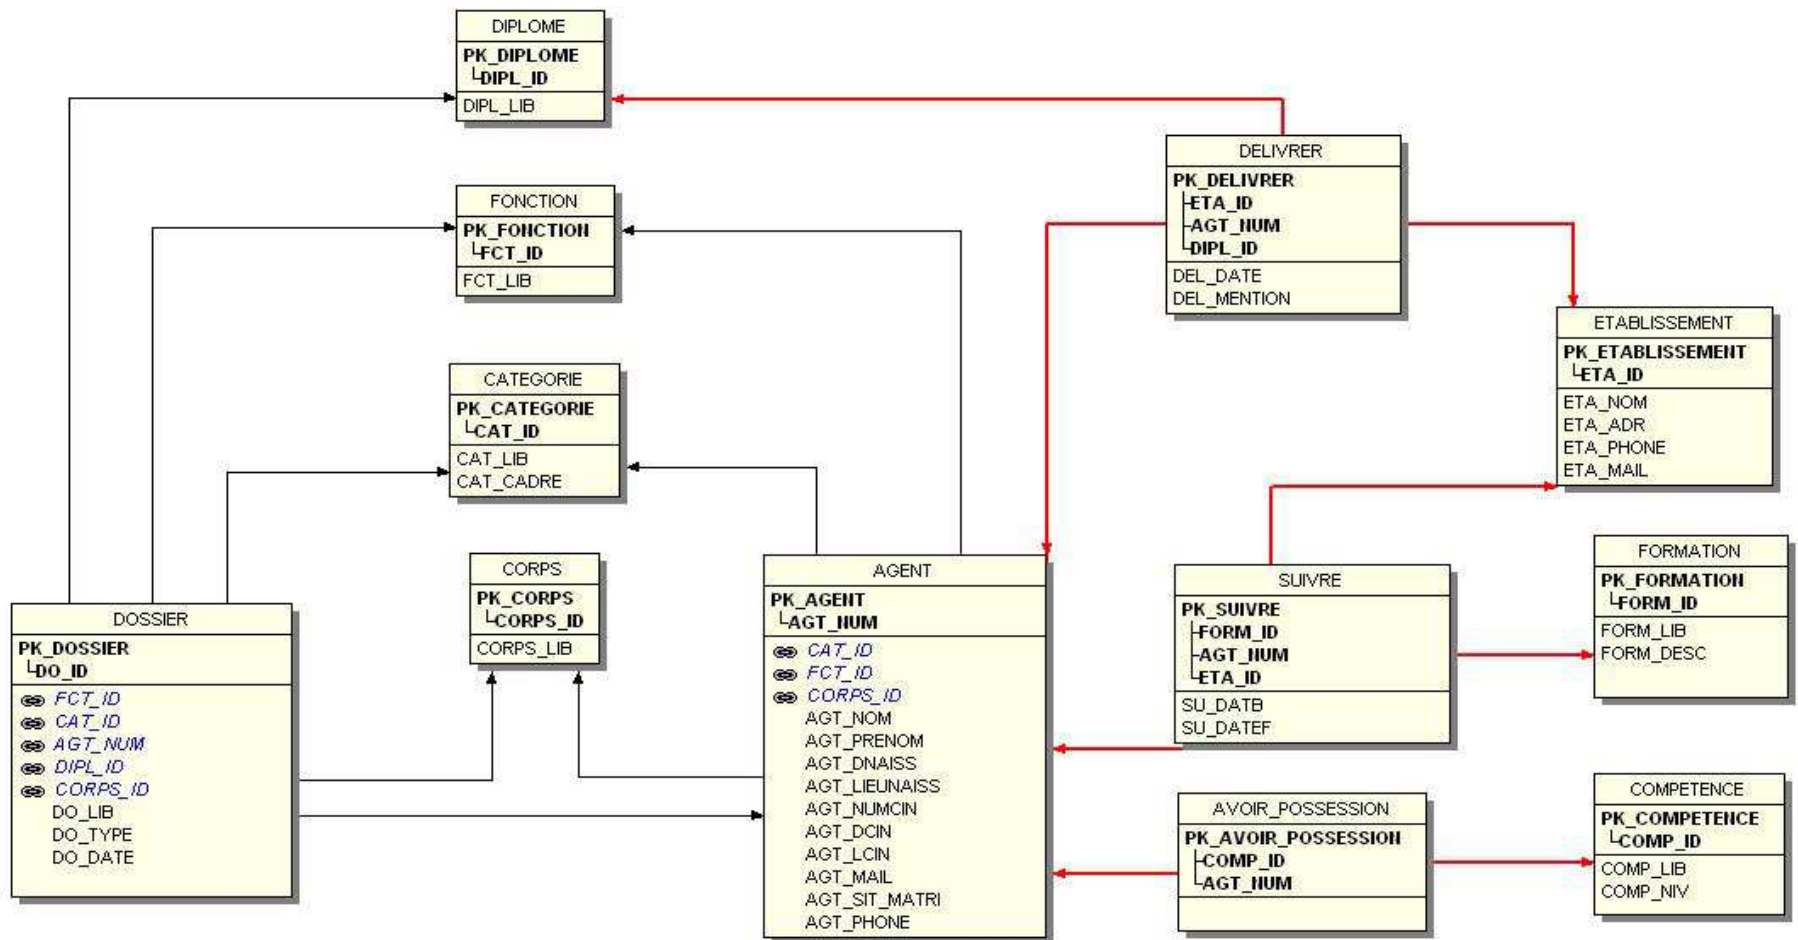 DIPLOME
PK_DIPLOME
DIPL_ID
DIPL_LIB
DELIVRER
PK_DELIVRER
ETA_ID
AGT_NUM
DIPL_ID
DEL_DATE
DEL_MENTION
FONCTION
PK_FONCTION
FCT_ID
FCT_LIB
ETABLISSEMENT
PK_ETABLISSEMENT
ETA_ID
ETA_NOM
ETA_ADR
ETA_PHONE
ETA_MAIL
CATEGORIE
PK_CATEGORIE
CAT_ID
CAT_LIB
CAT_CADRE
CORPS
PK_CORPS
CORPS_ID
CORPS_LIB
AGENT
PK_AGENT
AGT_NUM
CAT_ID
FCT_ID
CORPS_ID
AGT_NOM
AGT_PRENOM
AGT_DNAISS
AGT_LIEUNAISS
AGT_NUMCIN
AGT_DCIN
AGT_LCIN
AGT_MAIL
AGT_SIT_MATRI
AGT_PHONE
SUIVRE
PK_SUIVRE
FORM_ID
AGT_NUM
ETA_ID
SU_DATB
SU_DATEF
FORMATION
PK_FORMATION
FORM_ID
FORM_LIB
FORM_DESC
DOSSIER
PK_DOSSIER
DO_ID
FCT_ID
CAT_ID
AGT_NUM
DIPL_ID
CORPS_ID
DO_LIB
DO_TYPE
DO_DATE
AVOIR_POSSESSION
PK_AVOIR_POSSESSION
COMP_ID
AGT_NUM
COMPETENCE
PK_COMPETENCE
COMP_ID
COMP_LIB
COMP_NIV